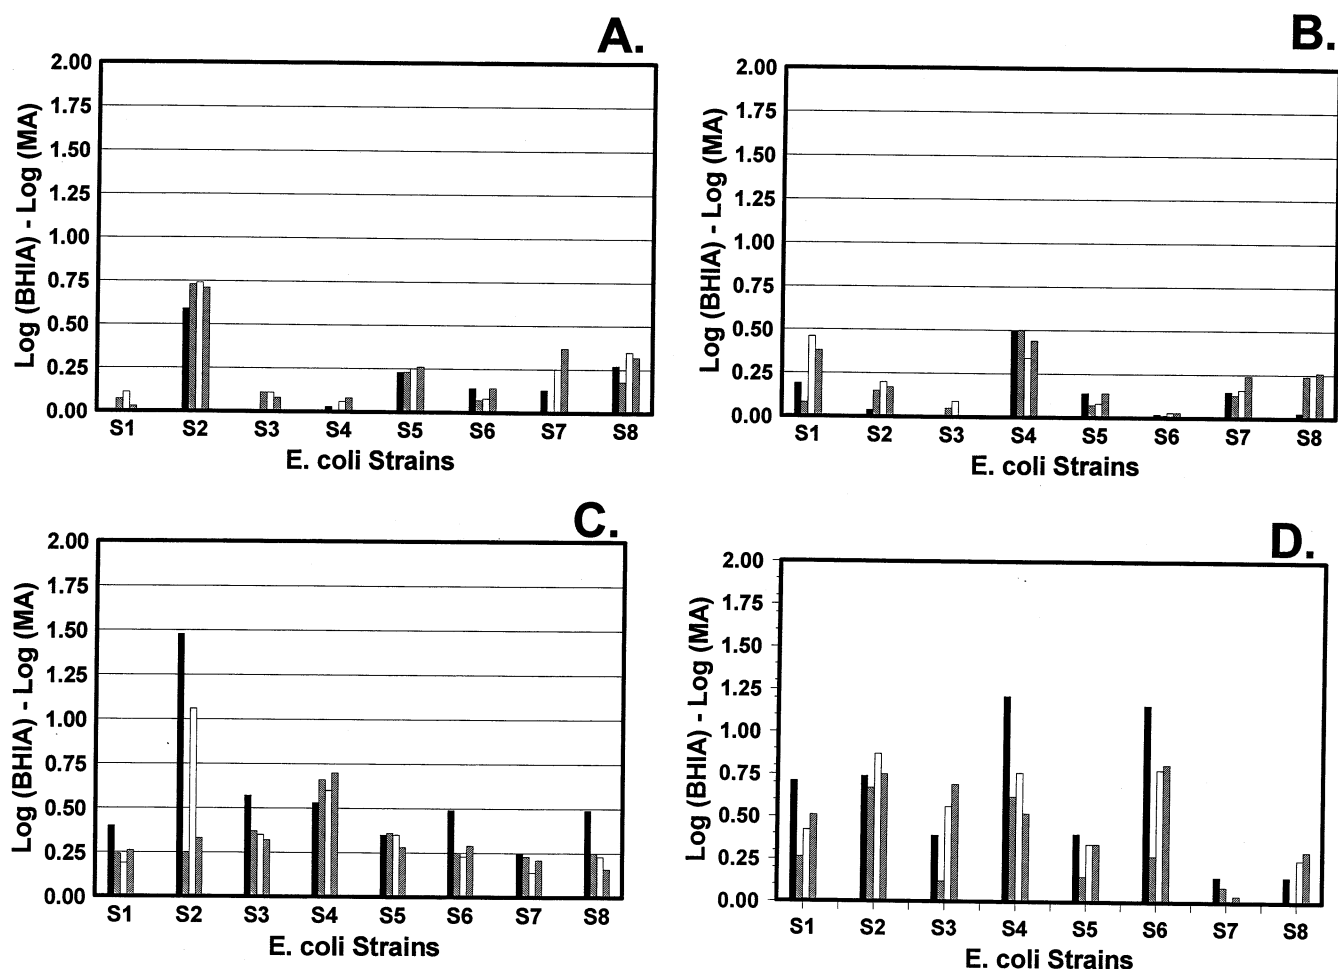 A.
Log (BHIA) - Log (MA)
2.00
1.75
1.50
1.25
1.00
0.75
0.50
0.25
0.00
S1 S2 S3 S4 S5 S6 S7 S8
E. coli Strains
B.
Log (BHIA) - Log (MA)
2.00
1.75
1.50
1.25
1.00
0.75
0.50
0.25
0.00
S1 S2 S3 S4 S5 S6 S7 S8
E. coli Strains
C.
Log (BHIA) - Log (MA)
2.00
1.75
1.50
1.25
1.00
0.75
0.50
0.25
0.00
S1 S2 S3 S4 S5 S6 S7 S8
E. coli Strains
D.
Log (BHIA) - Log (MA)
2.00
1.75
1.50
1.25
1.00
0.75
0.50
0.25
0.00
S1 S2 S3 S4 S5 S6 S7 S8
E. coli Strains